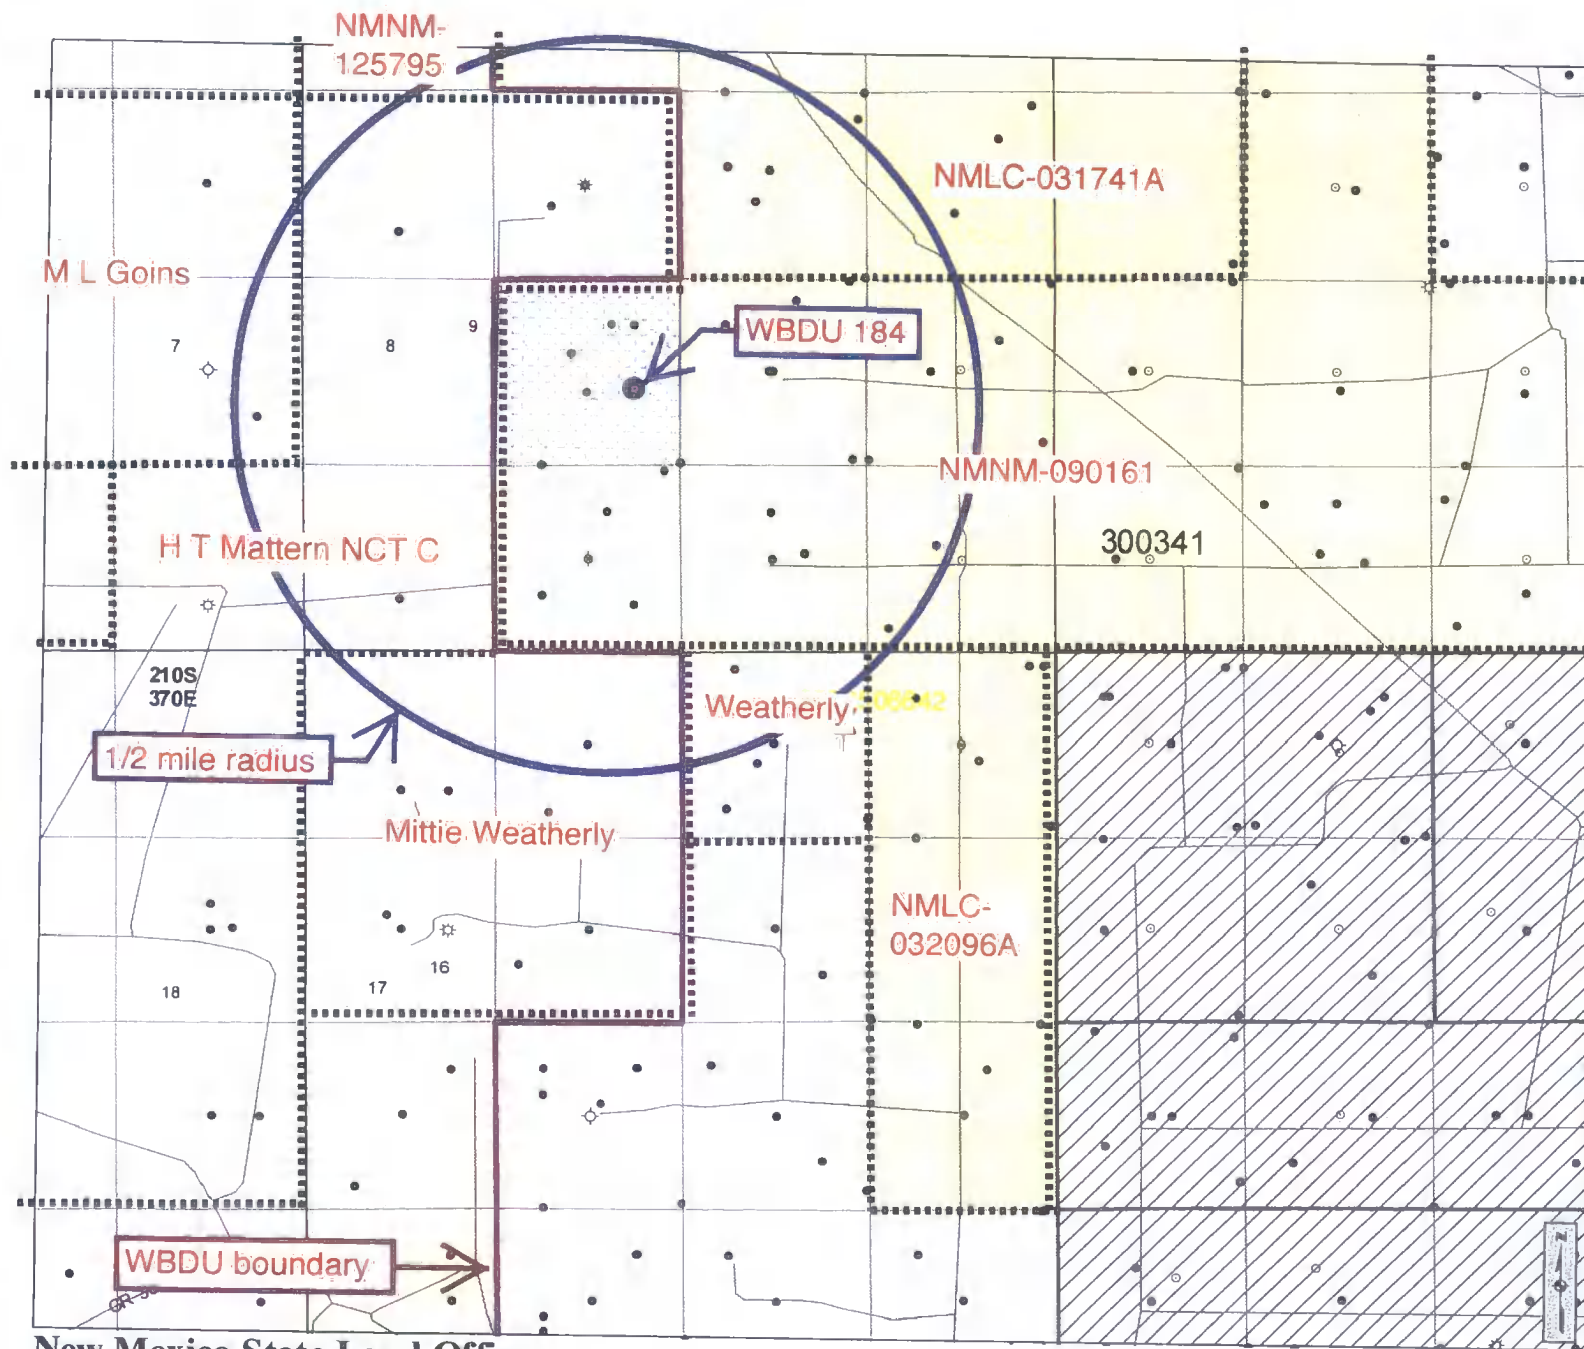 NMNM-
125795
NMLC-031741A
M L Goins
WBDU 184
9
7
8
NMNM-090161
300341
H T Mattern NCT C
210S
370E
Weatherly
1/2 mile radius
Mittie Weatherly
NMLC-
032096A
16
17
18
WBDU boundary
N
New Mexico State Land Off